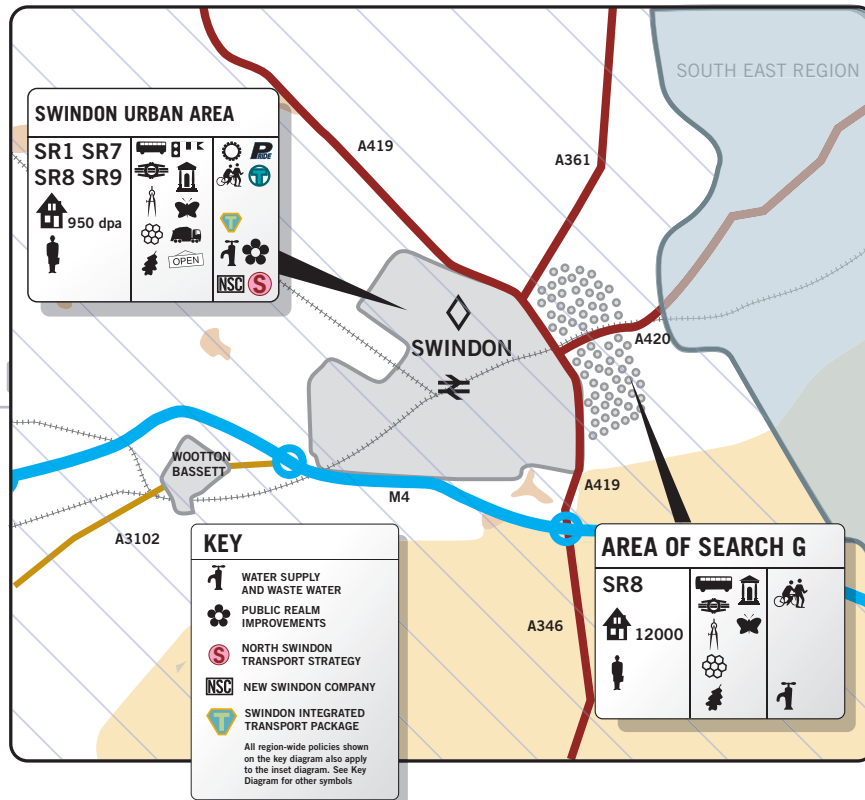 SOUTH EAST REGION
SWINDON URBAN AREA
SR1 SR7
SR8 SR9
950 dpa
OPEN
PRIDE
T
T
NSC S
A419
A361
SWINDON
A420
WOOTTON
BASSETT
M4
A419
A3102
A346
KEY
WATER SUPPLY
AND WASTE WATER
PUBLIC REALM
IMPROVEMENTS
S NORTH SWINDON
TRANSPORT STRATEGY
NSC NEW SWINDON COMPANY
T SWINDON INTEGRATED
TRANSPORT PACKAGE
All region-wide policies shown
on the key diagram also apply
to the inset diagram. See Key
Diagram for other symbols
AREA OF SEARCH G
SR8
12000